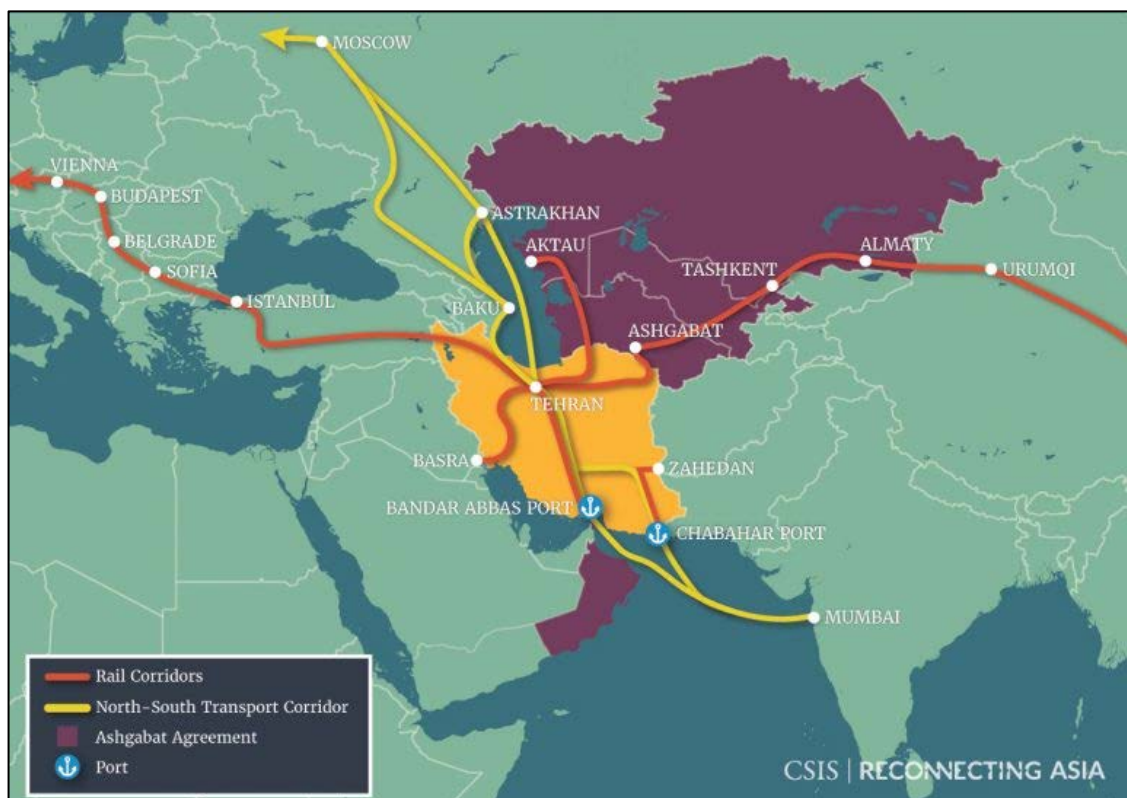 MOSCOW
VIENNA
BUDAPEST
ASTRAKHAN
BELGRADE
AKTAU
ALMATY
SOFIA
TASHKENT
URUMQI
ISTANBUL
BAKU
ASHGABAT
TEHRAN
BASRA
ZAHEDAN
BANDAR ABBAS PORT
CHABAHAR PORT
MUMBAI
Rail Corridors
North-South Transport Corridor
Ashgabat Agreement
Port
CSIS | RECONNECTING ASIA